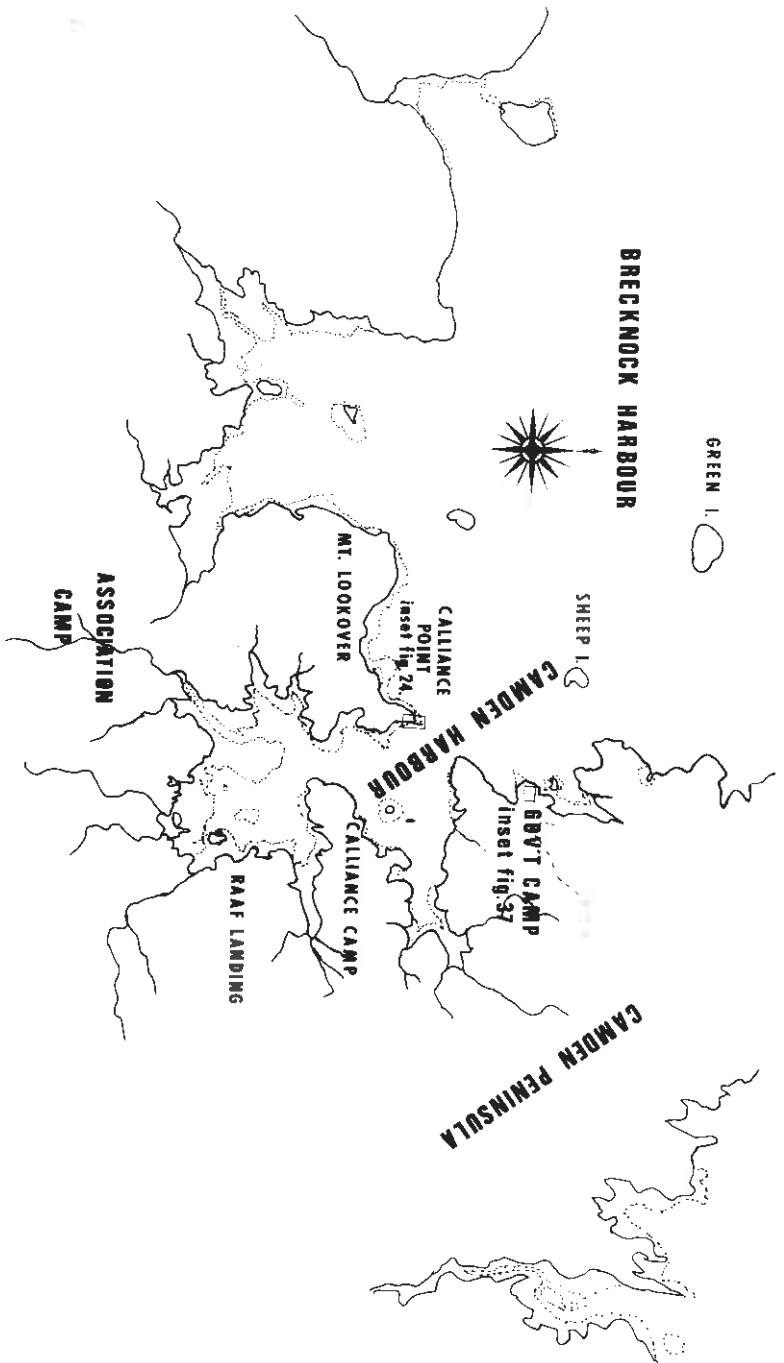 GREEN I.
BRECKNOCK HARBOUR
SHEEP I.
CAMDEN PENINSULA
GOV'T CAMP
inset fig.37
CAMDEN HARBOUR
CALLIANCE
POINT
inset fig.24
MT. LOOKOVER
CALLIANCE CAMP
RAAF LANDING
ASSOCIATION
CAMP